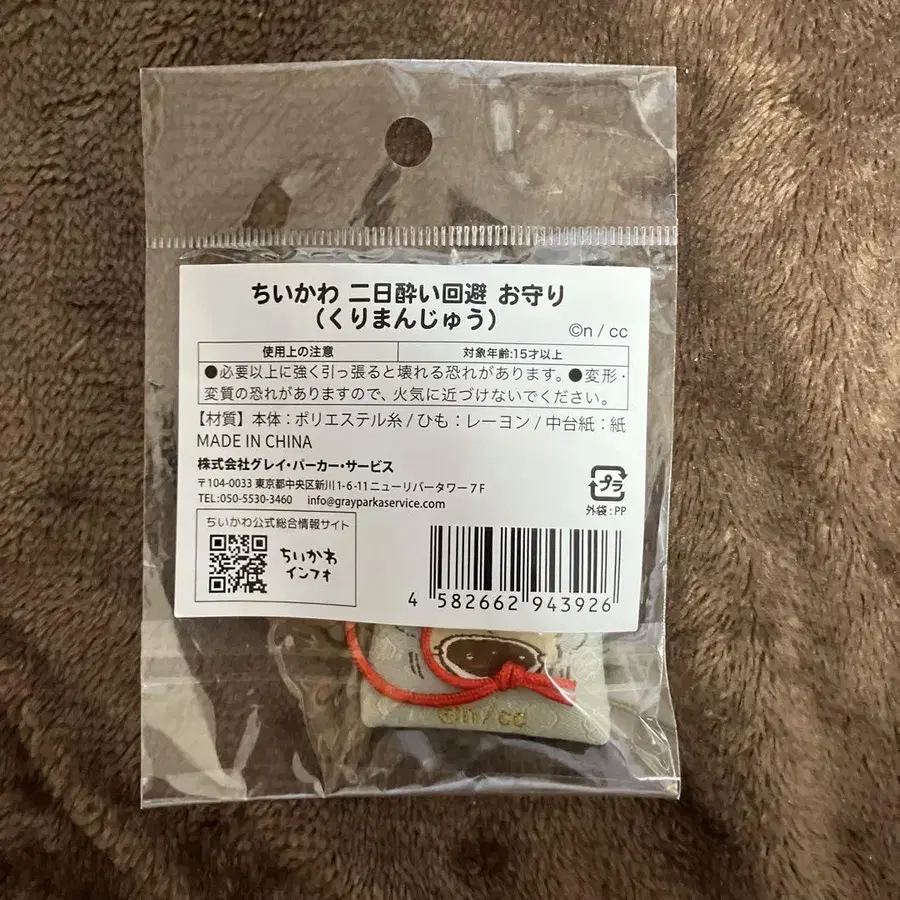 ちいかわ 二日酔い回避 お守り
(くりまんじゅう)
©n / cc
使用上の注意 対象年齢:15才以上
●必要以上に強く引っ張ると壊れる恐れがあります。●変形・
変質の恐れがありますので、火気に近づけないでください。
【材質】本体：ポリエステル糸 / ひも：レーヨン / 中台紙：紙
MADE IN CHINA
株式会社グレイ・パーカー・サービス
〒104-0033 東京都中央区新川1-6-11 ニューリバータワー 7F
TEL:050-5530-3460 info@grayparkaservice.com
プラ
外袋：PP
ちいかわ公式総合情報サイト
ちいかわ
インフォ
4 582662 943926
©n / cc